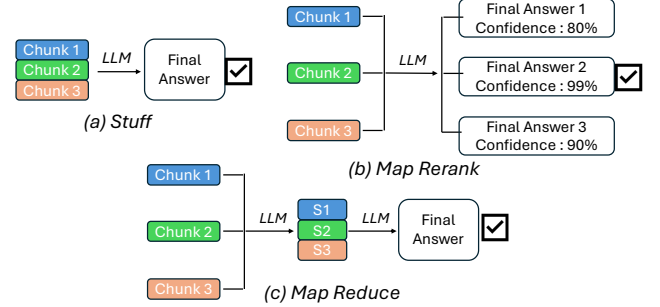 Chunk 1
Chunk 2
Chunk 3
LLM
Final
Answer
(a) Stuff
Chunk 1
Chunk 2
Chunk 3
LLM
Final Answer 1
Confidence : 80%
Final Answer 2
Confidence : 99%
Final Answer 3
Confidence : 90%
(b) Map Rerank
Chunk 1
Chunk 2
Chunk 3
LLM
S1
S2
S3
LLM
Final
Answer
(c) Map Reduce